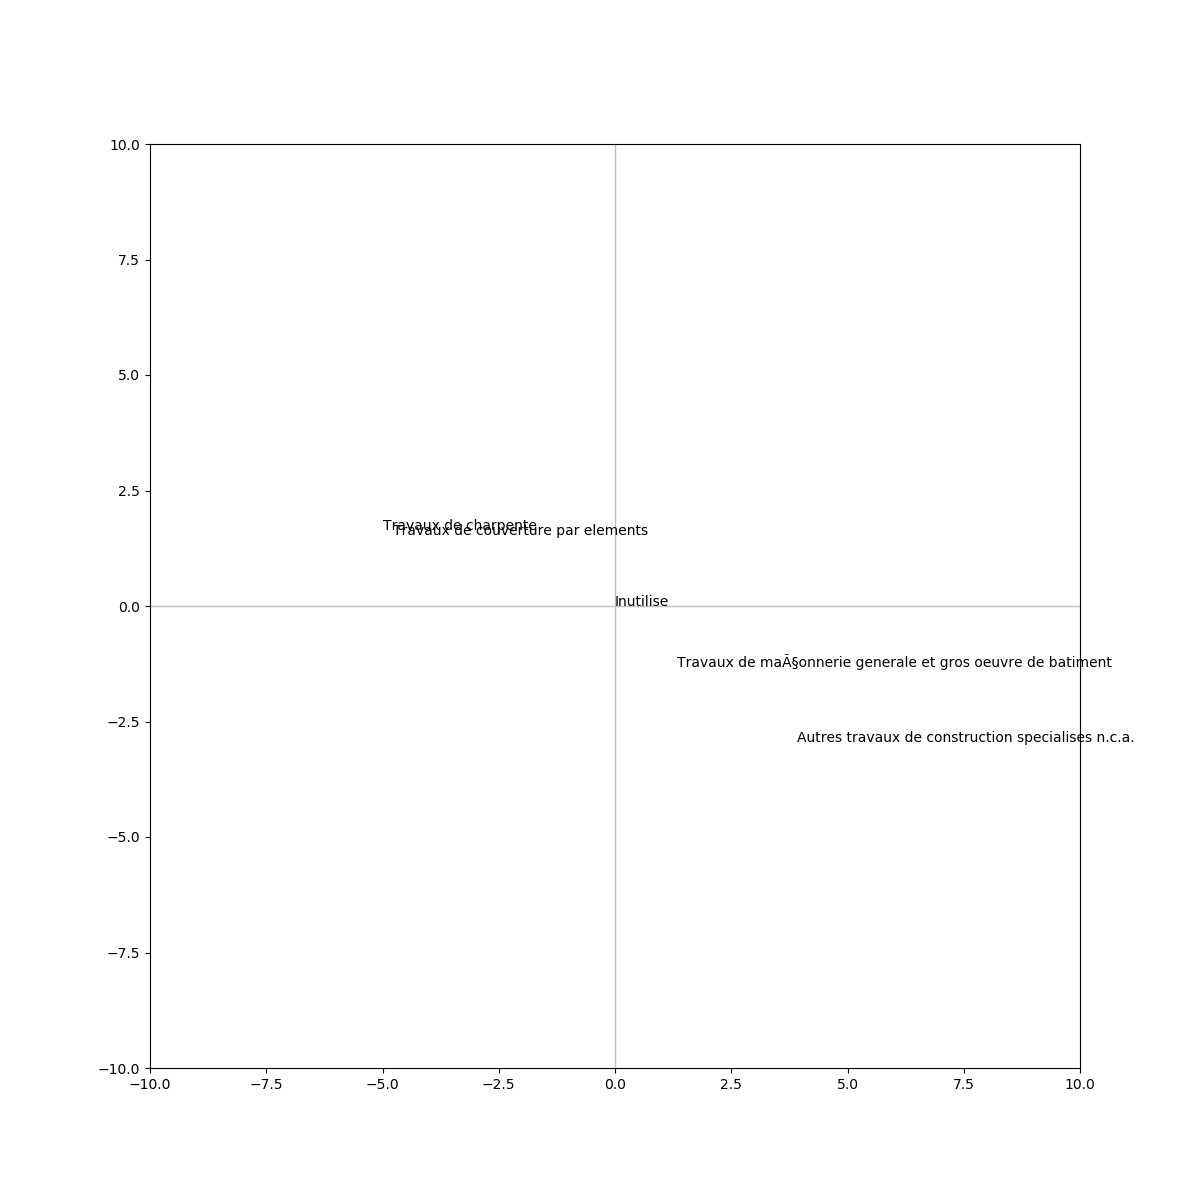 10.0
7.5
5.0
2.5
Travaux de charpente
Travaux de couverture par elements
Inutilise
0.0
Travaux de maÃ§onnerie generale et gros oeuvre de batiment
−2.5
Autres travaux de construction specialises n.c.a.
−5.0
−7.5
−10.0
−10.0 −7.5 −5.0 −2.5 0.0 2.5 5.0 7.5 10.0